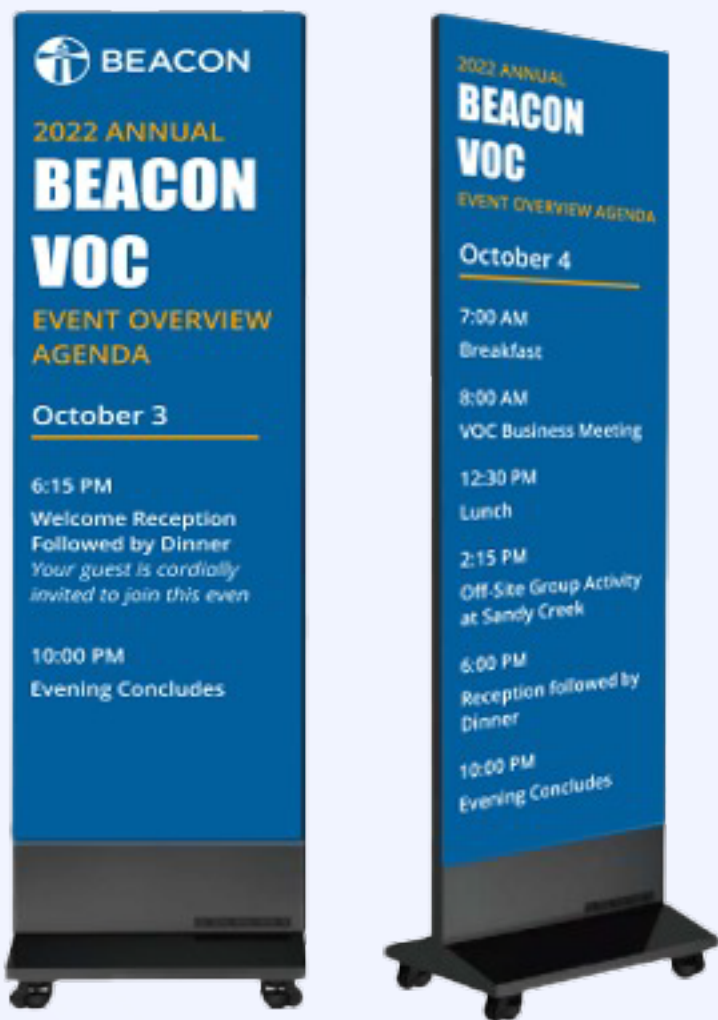 BEACON
2022 ANNUAL
BEACON
VOC
EVENT OVERVIEW
AGENDA
October 3
6:15 PM
Welcome Reception
Followed by Dinner
Your guest is cordially
invited to join this even
10:00 PM
Evening Concludes
2022 ANNUAL
BEACON
VOC
EVENT OVERVIEW AGENDA
October 4
7:00 AM
Breakfast
8:00 AM
VOC Business Meeting
12:30 PM
Lunch
2:15 PM
Off-Site Group Activity
at Sandy Creek
6:00 PM
Reception followed by
Dinner
10:00 PM
Evening Concludes